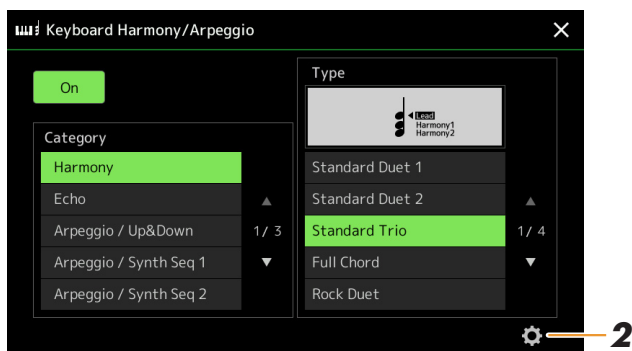 Keyboard Harmony/Arpeggio
On
Category
Harmony
Echo
Arpeggio / Up&Down
Arpeggio / Synth Seq 1
Arpeggio / Synth Seq 2
1/ 3
Type
Lead
Harmony1
Harmony2
Standard Duet 1
Standard Duet 2
Standard Trio
Full Chord
Rock Duet
1/ 4
2